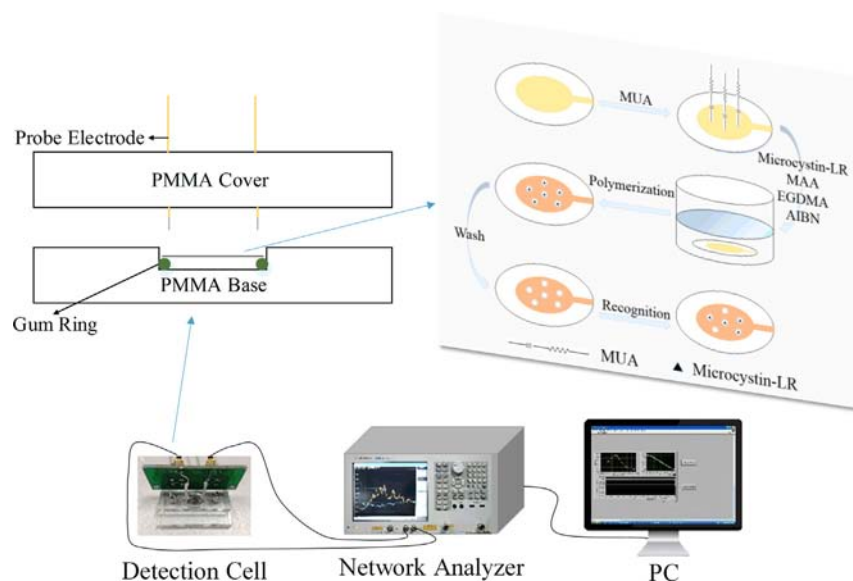 Probe Electrode
PMMA Cover
PMMA Base
Gum Ring
MUA
Microcystin-LR
MAA
EGDMA
AIBN
Polymerization
Wash
Recognition
MUA
Microcystin-LR
Detection Cell
Network Analyzer
PC